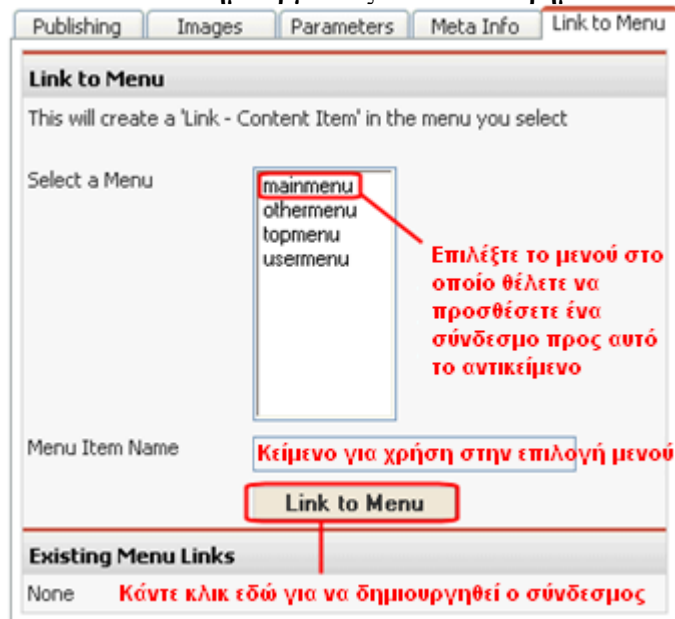 Publishing Images Parameters Meta Info Link to Menu
Link to Menu
This will create a 'Link - Content Item' in the menu you select
Select a Menu
mainmenu
othermenu
topmenu
usermenu
Επιλέξτε το μενού στο
οποίο θέλετε να
προσθέσετε ένα
σύνδεσμο προς αυτό
το αντικείμενο
Menu Item Name
Κείμενο για χρήση στην επιλογή μενού
Link to Menu
Existing Menu Links
None Κάντε κλικ εδώ για να δημιουργηθεί ο σύνδεσμος